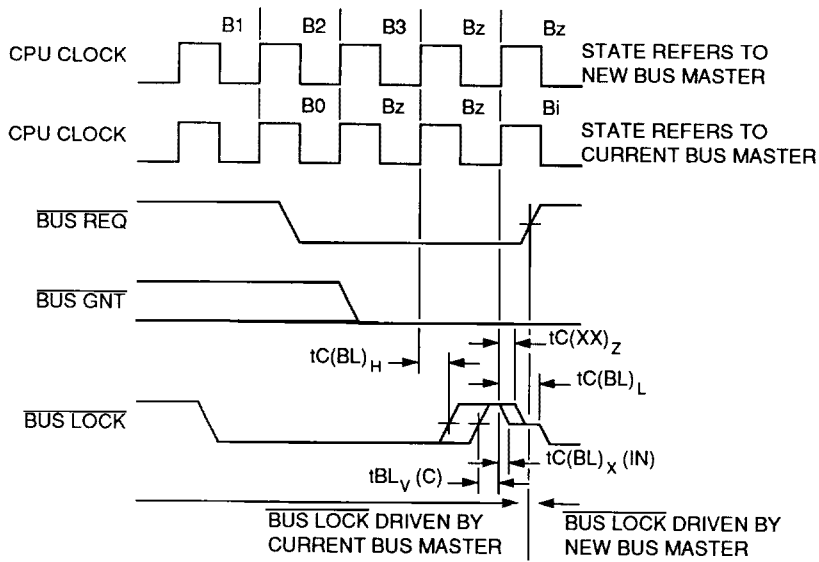 B1 B2 B3 Bz Bz
CPU CLOCK
STATE REFERS TO
NEW BUS MASTER
B0 Bz Bz Bi
CPU CLOCK
STATE REFERS TO
CURRENT BUS MASTER
BUS REQ
BUS GNT
tC(XX)Z
tC(BL)H
tC(BL)L
BUS LOCK
tC(BL)X (IN)
tBLV (C)
BUS LOCK DRIVEN BY
CURRENT BUS MASTER
BUS LOCK DRIVEN BY
NEW BUS MASTER